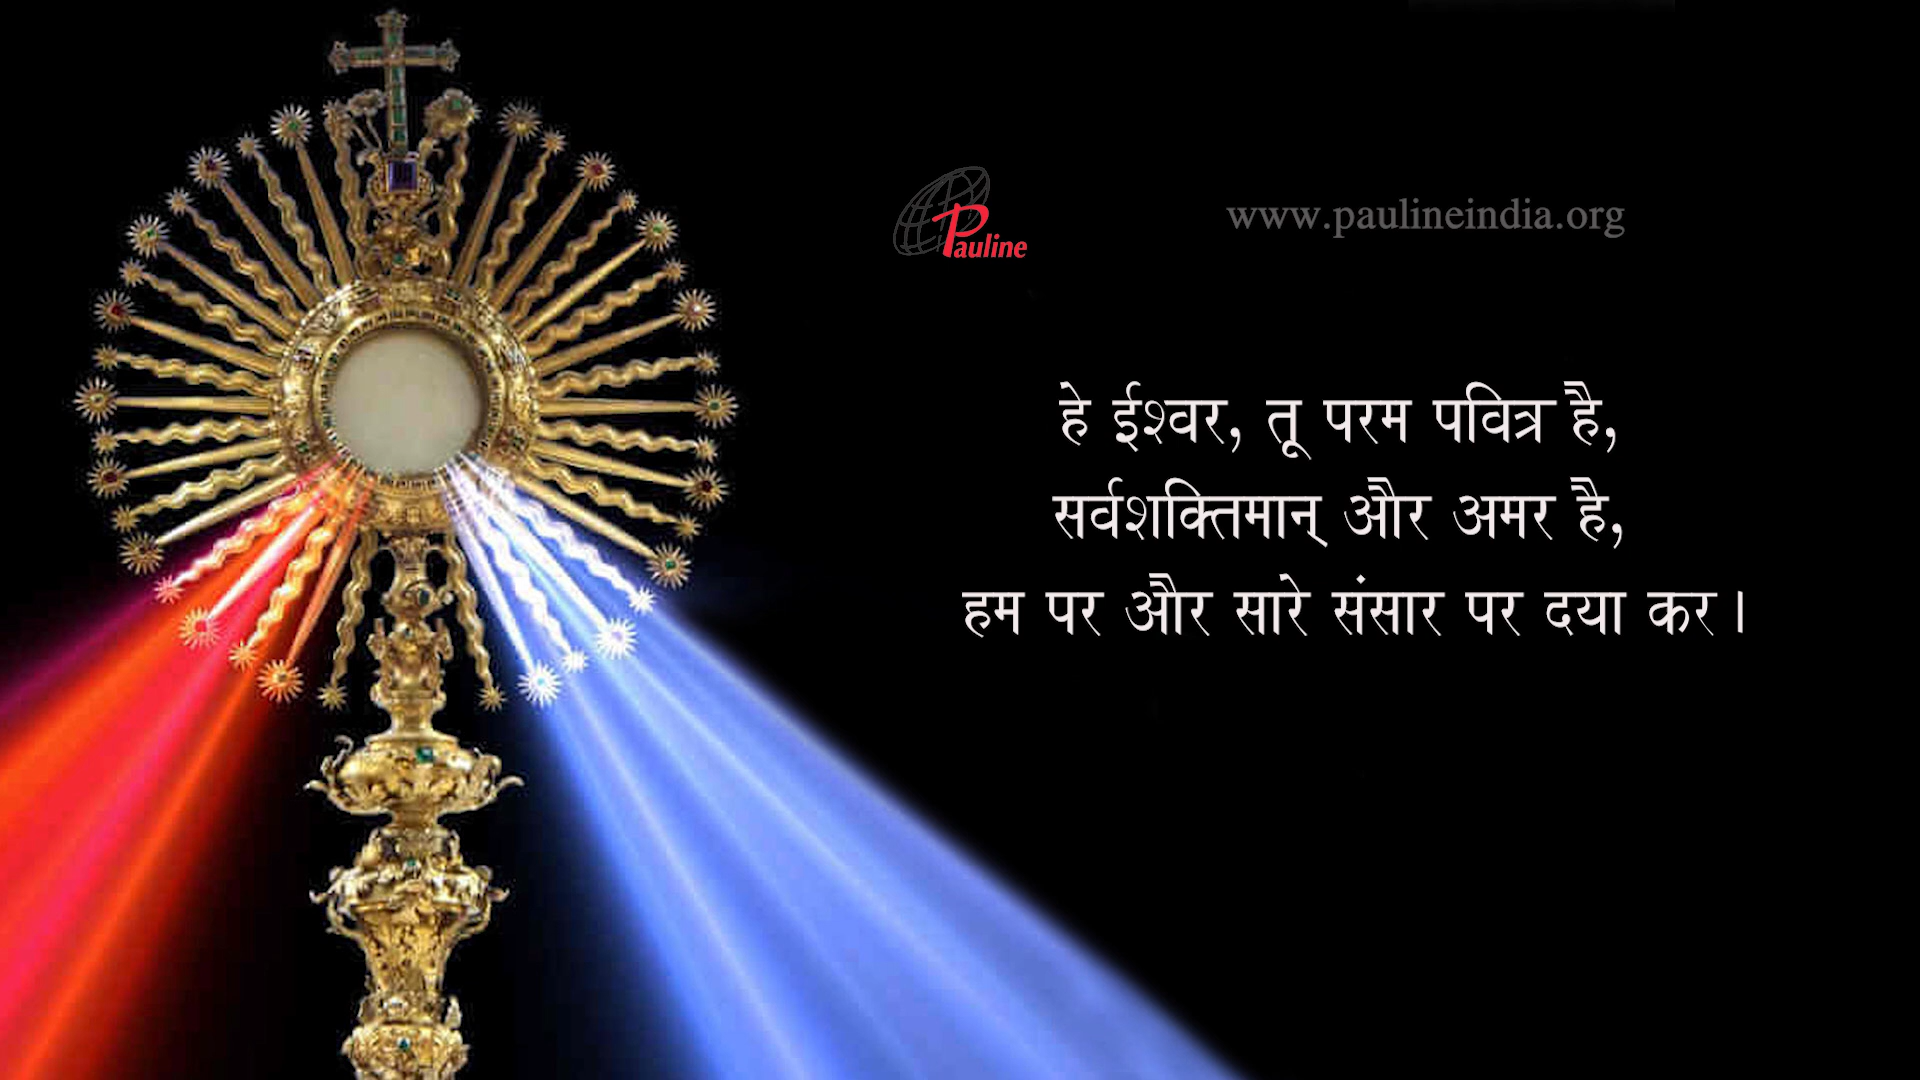 Pauline
www.paulineindia.org
हे ईश्वर, तू परम पवित्र है,
सर्वशक्तिमान् और अमर है,
हम पर और सारे संसार पर दया कर।